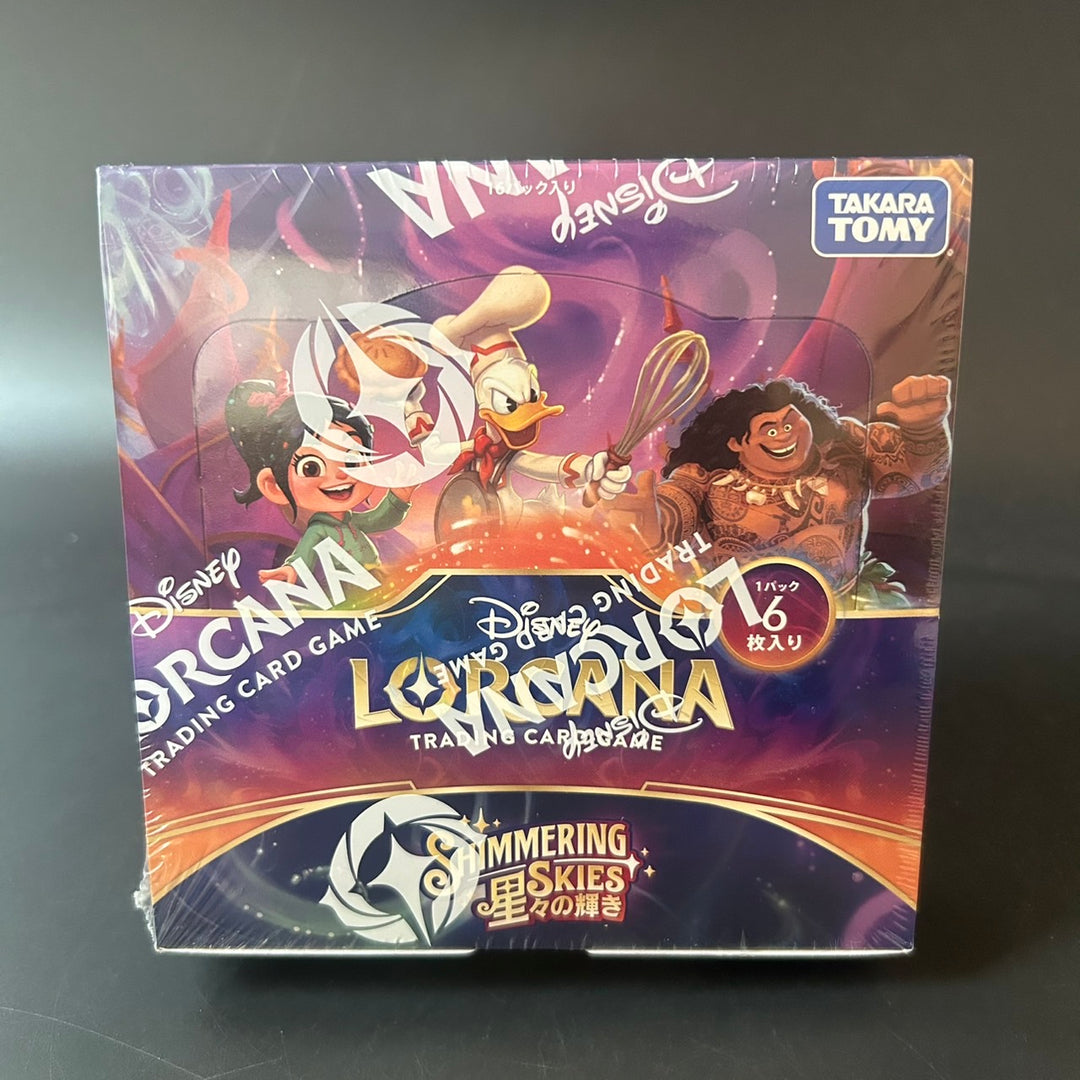 LORCANA
DISNEY
16パック入り
TAKARA
TOMY
DISNEY
LORCANA
TRADING CARD GAME
DISNEY
LORCANA
TRADING CARD GAME
1パック
6
枚入り
DISNEY
LORCANA
TRADING CARD GAME
SHIMMERING
SKIES
星々の輝き